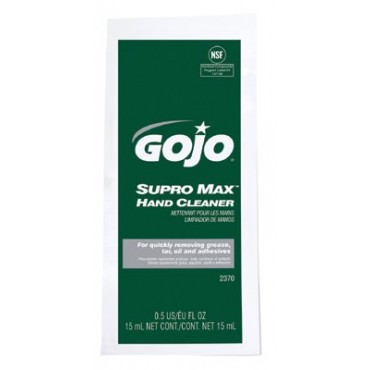 NSF
GOJO
SUPRO MAX™
HAND CLEANER
NETTOYANT POUR LES MAINS
LIMPIADOR DE MANOS
For quickly removing grease,
tar, oil and adhesives
2370
0.5 US/ÉU FL OZ
15 mL NET CONT./CONT. NET 15 mL